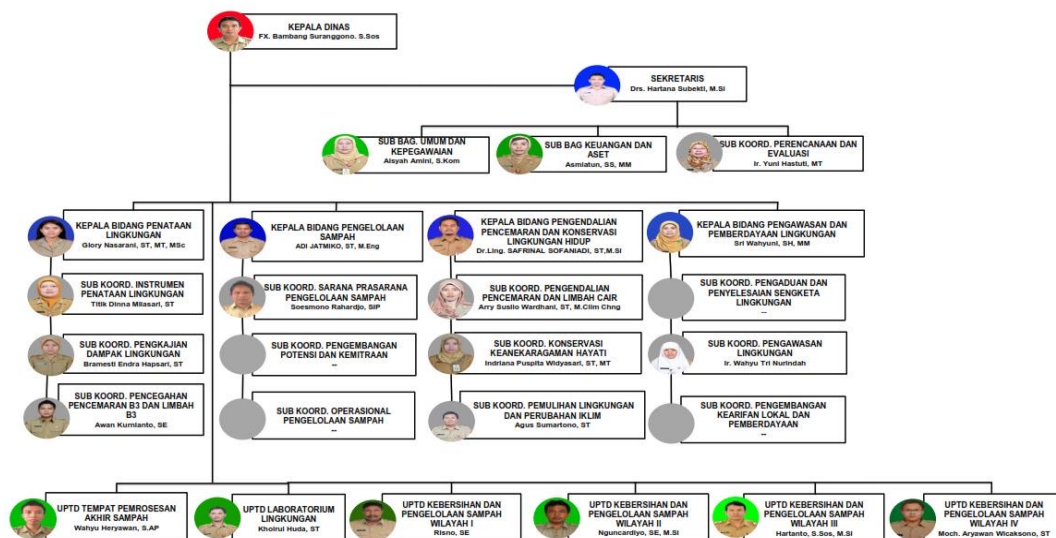 KEPALA DINAS
FX. Bambang Suranggono. S.Sos
SEKRETARIS
Drs. Hartana Subekti, M.Si
SUB BAG. UMUM DAN
KEPEGAWAIAN
Aisyah Amini, S.Kom
SUB BAG KEUANGAN DAN
ASET
Asmiatun, SS, MM
SUB KOORD. PERENCANAAN DAN
EVALUASI
Ir. Yuni Hastuti, MT
KEPALA BIDANG PENATAAN
LINGKUNGAN
Glory Nasarani, ST, MT, MSc
KEPALA BIDANG PENGELOLAAN
SAMPAH
ADI JATMIKO, ST, M.Eng
KEPALA BIDANG PENGENDALIAN
PENCEMARAN DAN KONSERVASI
LINGKUNGAN HIDUP
Dr.Ling. SAFRINAL SOFANIADI, ST,M.Si
KEPALA BIDANG PENGAWASAN DAN
PEMBERDAYAAN LINGKUNGAN
Sri Wahyuni, SH, MM
SUB KOORD. INSTRUMEN
PENATAAN LINGKUNGAN
Titik Dinna Milasari, ST
SUB KOORD. SARANA PRASARANA
PENGELOLAAN SAMPAH
Soesmono Rahardjo, SIP
SUB KOORD. PENGENDALIAN
PENCEMARAN DAN LIMBAH CAIR
Arry Susilo Wardhani, ST, M.Clim Chng
SUB KOORD. PENGADUAN DAN
PENYELESAIAN SENGKETA
LINGKUNGAN
--
SUB KOORD. PENGKAJIAN
DAMPAK LINGKUNGAN
Bramesti Endra Hapsari, ST
SUB KOORD. PENGEMBANGAN
POTENSI DAN KEMITRAAN
--
SUB KOORD. KONSERVASI
KEANEKARAGAMAN HAYATI
Indriana Puspita Widyasari, ST, MT
SUB KOORD. PENGAWASAN
LINGKUNGAN
Ir. Wahyu Tri Nurindah
SUB KOORD. PENCEGAHAN
PENCEMARAN B3 DAN LIMBAH
B3
Awan Kurnianto, SE
SUB KOORD. OPERASIONAL
PENGELOLAAN SAMPAH
--
SUB KOORD. PEMULIHAN LINGKUNGAN
DAN PERUBAHAN IKLIM
Agus Sumartono, ST
SUB KOORD. PENGEMBANGAN
KEARIFAN LOKAL DAN
PEMBERDAYAAN
--
UPTD TEMPAT PEMROSESAN
AKHIR SAMPAH
Wahyu Heryawan, S.AP
UPTD LABORATORIUM
LINGKUNGAN
Khoirul Huda, ST
UPTD KEBERSIHAN DAN
PENGELOLAAN SAMPAH
WILAYAH I
Risno, SE
UPTD KEBERSIHAN DAN
PENGELOLAAN SAMPAH
WILAYAH II
Nguncardiyo, SE, M.Si
UPTD KEBERSIHAN DAN
PENGELOLAAN SAMPAH
WILAYAH III
Hartanto, S.Sos, M.Si
UPTD KEBERSIHAN DAN
PENGELOLAAN SAMPAH
WILAYAH IV
Moch. Aryawan Wicaksono, ST